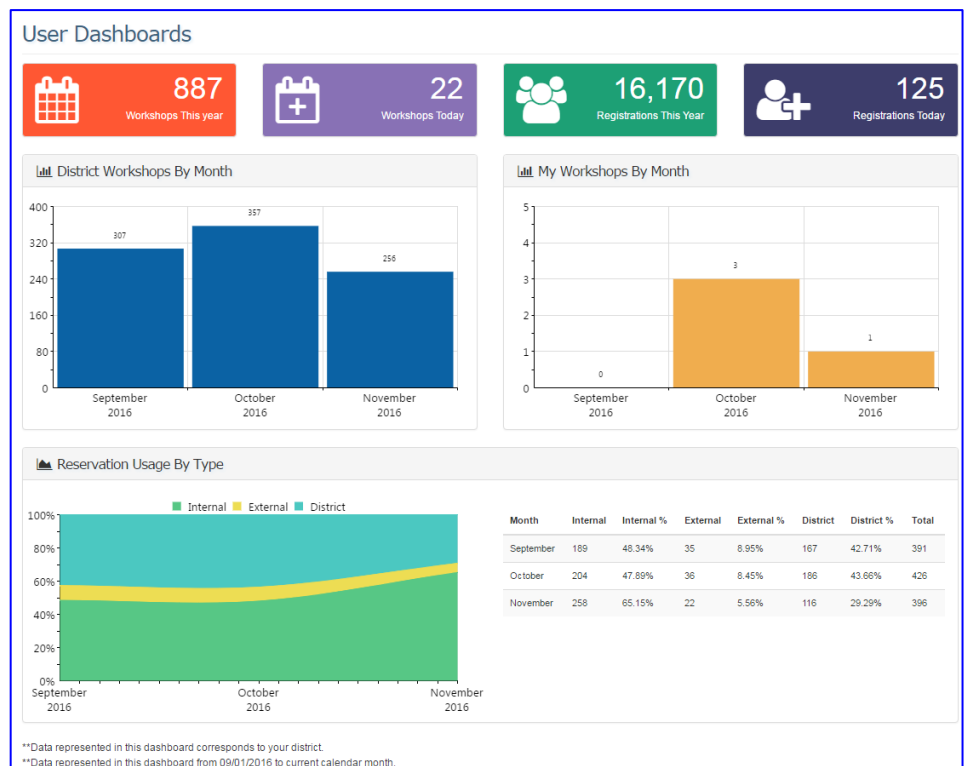 User Dashboards
887
Workshops This year
22
Workshops Today
16,170
Registrations This Year
125
Registrations Today
District Workshops By Month
400
320
240
160
80
0
307
357
256
September 2016
October 2016
November 2016
My Workshops By Month
5
4
3
2
1
0
0
3
1
September 2016
October 2016
November 2016
Reservation Usage By Type
Internal External District
100%
80%
60%
40%
20%
0%
September 2016
October 2016
November 2016
Month Internal Internal % External External % District District % Total
September 189 48.34% 35 8.95% 167 42.71% 391
October 204 47.89% 36 8.45% 186 43.66% 426
November 258 65.15% 22 5.56% 116 29.29% 396
**Data represented in this dashboard corresponds to your district.
**Data represented in this dashboard from 09/01/2016 to current calendar month.